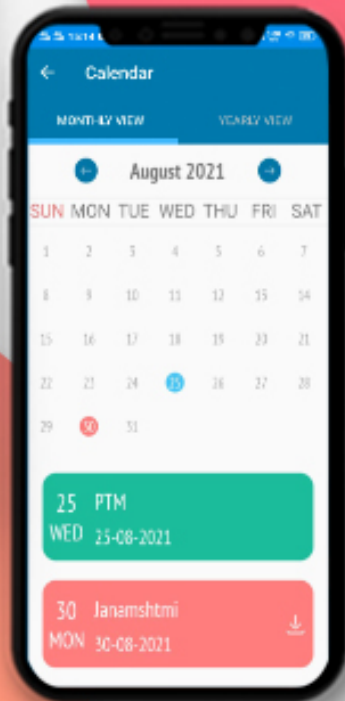 Calendar
MONTHLY VIEW YEARLY VIEW
August 2021
SUN MON TUE WED THU FRI SAT
1 2 3 4 5 6 7
8 9 10 11 12 13 14
15 16 17 18 19 20 21
22 23 24 25 26 27 28
29 30 31
25 PTM
WED 25-08-2021
30 Janamshtmi
MON 30-08-2021